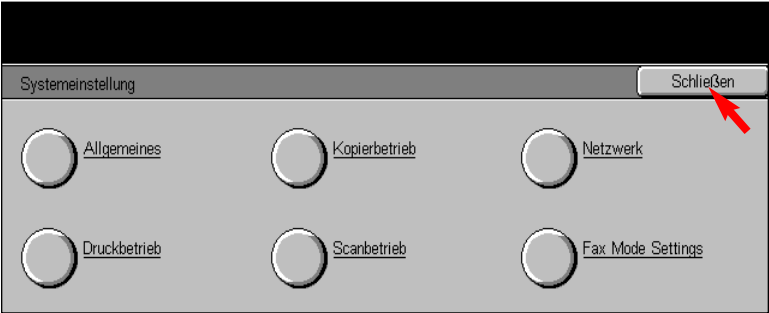 Systemeinstellung
Schließen
Allgemeines
Kopierbetrieb
Netzwerk
Druckbetrieb
Scanbetrieb
Fax Mode Settings